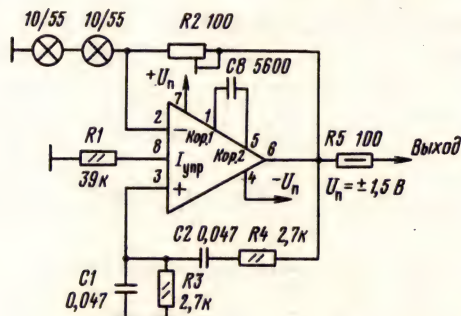 10/55 10/55
R2 100
C8 5600
+Uп
7
1
2
−
Кор.1
Кор.2
5
R1
39к
8
Iупр
6
R5 100
Выход
3
+
4
−Uп
Uп = ±1,5 В
C2 0,047
R4 2,7к
C1
0,047
R3
2,7к